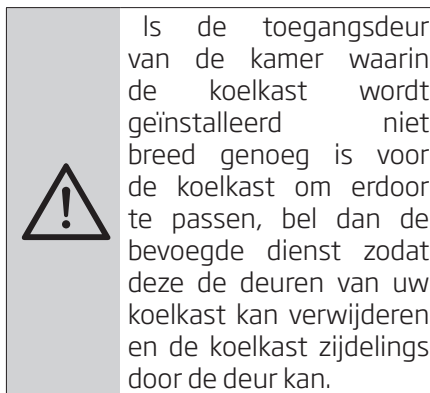 Is de toegangsdeur
van de kamer waarin
de koelkast wordt
geïnstalleerd niet
breed genoeg is voor
de koelkast om erdoor
te passen, bel dan de
bevoegde dienst zodat
deze de deuren van uw
koelkast kan verwijderen
en de koelkast zijdelings
door de deur kan.